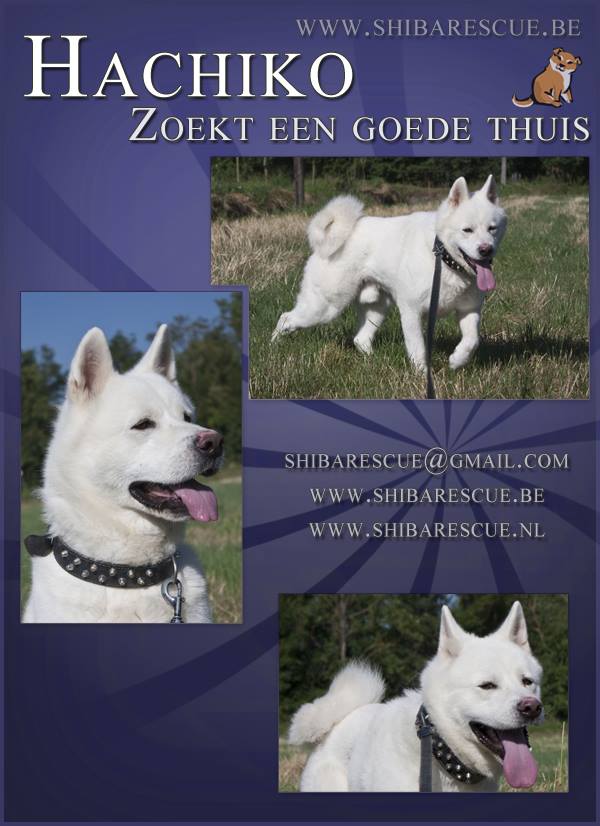 www.shibarescue.be
Hachiko
Zoekt een goede thuis
shibarescue@gmail.com
www.shibarescue.be
www.shibarescue.nl